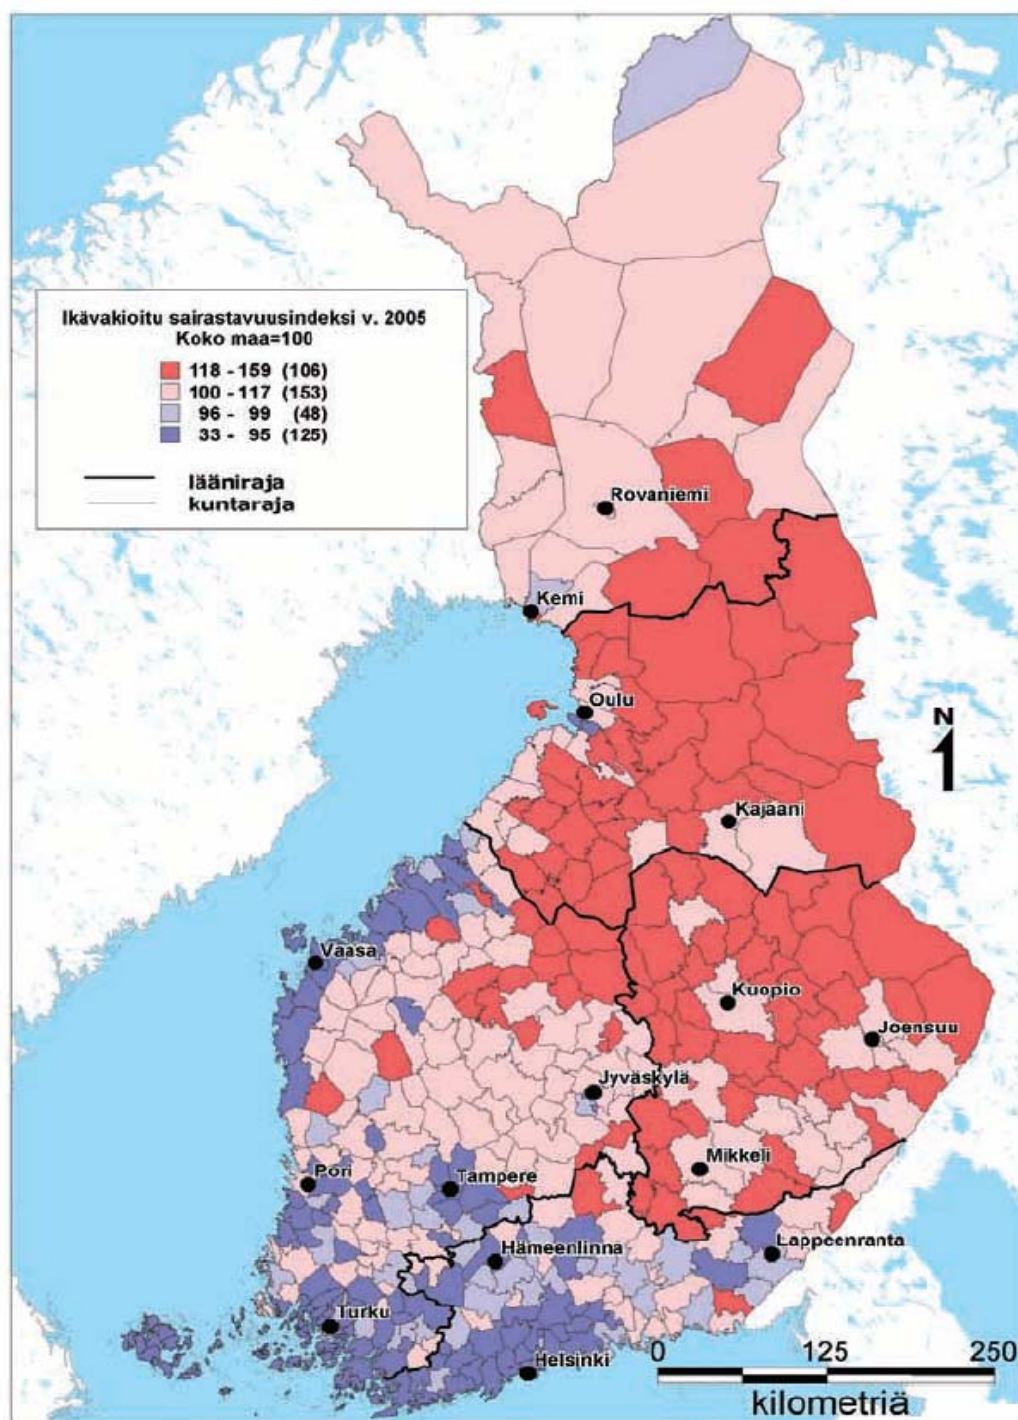 Ikävakioitu sairastavuusindeksi v. 2005
Koko maa=100
118 - 159 (106)
100 - 117 (153)
96 - 99 (48)
33 - 95 (125)
lääniraja
kuntaraja
Rovaniemi
Kemi
Oulu
N
Kajaani
Vaasa
Kuopio
Joensuu
Jyväskylä
Mikkeli
Pori
Tampere
Hämeenlinna
Lappeenranta
Turku
Helsinki
0 125 250
kilometriä